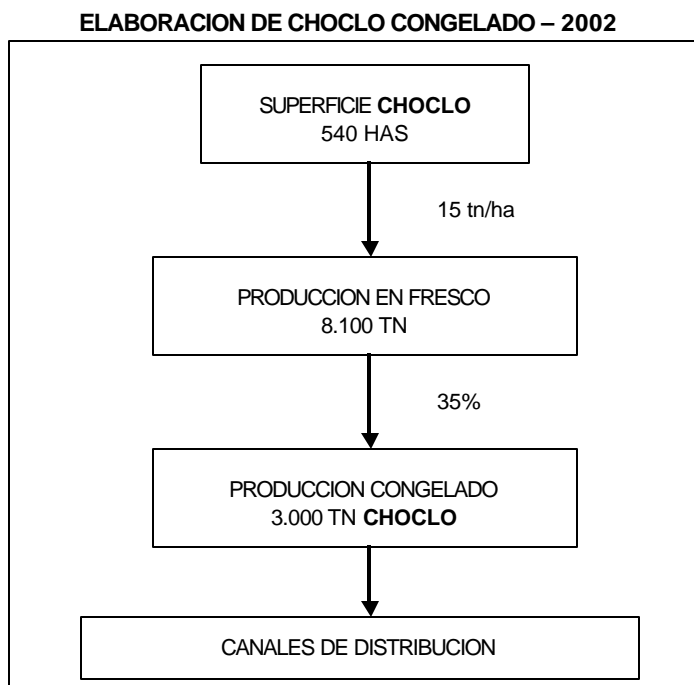 ELABORACION DE CHOCLO CONGELADO – 2002
SUPERFICIE CHOCLO
540 HAS
15 tn/ha
PRODUCCION EN FRESCO
8.100 TN
35%
PRODUCCION CONGELADO
3.000 TN CHOCLO
CANALES DE DISTRIBUCION